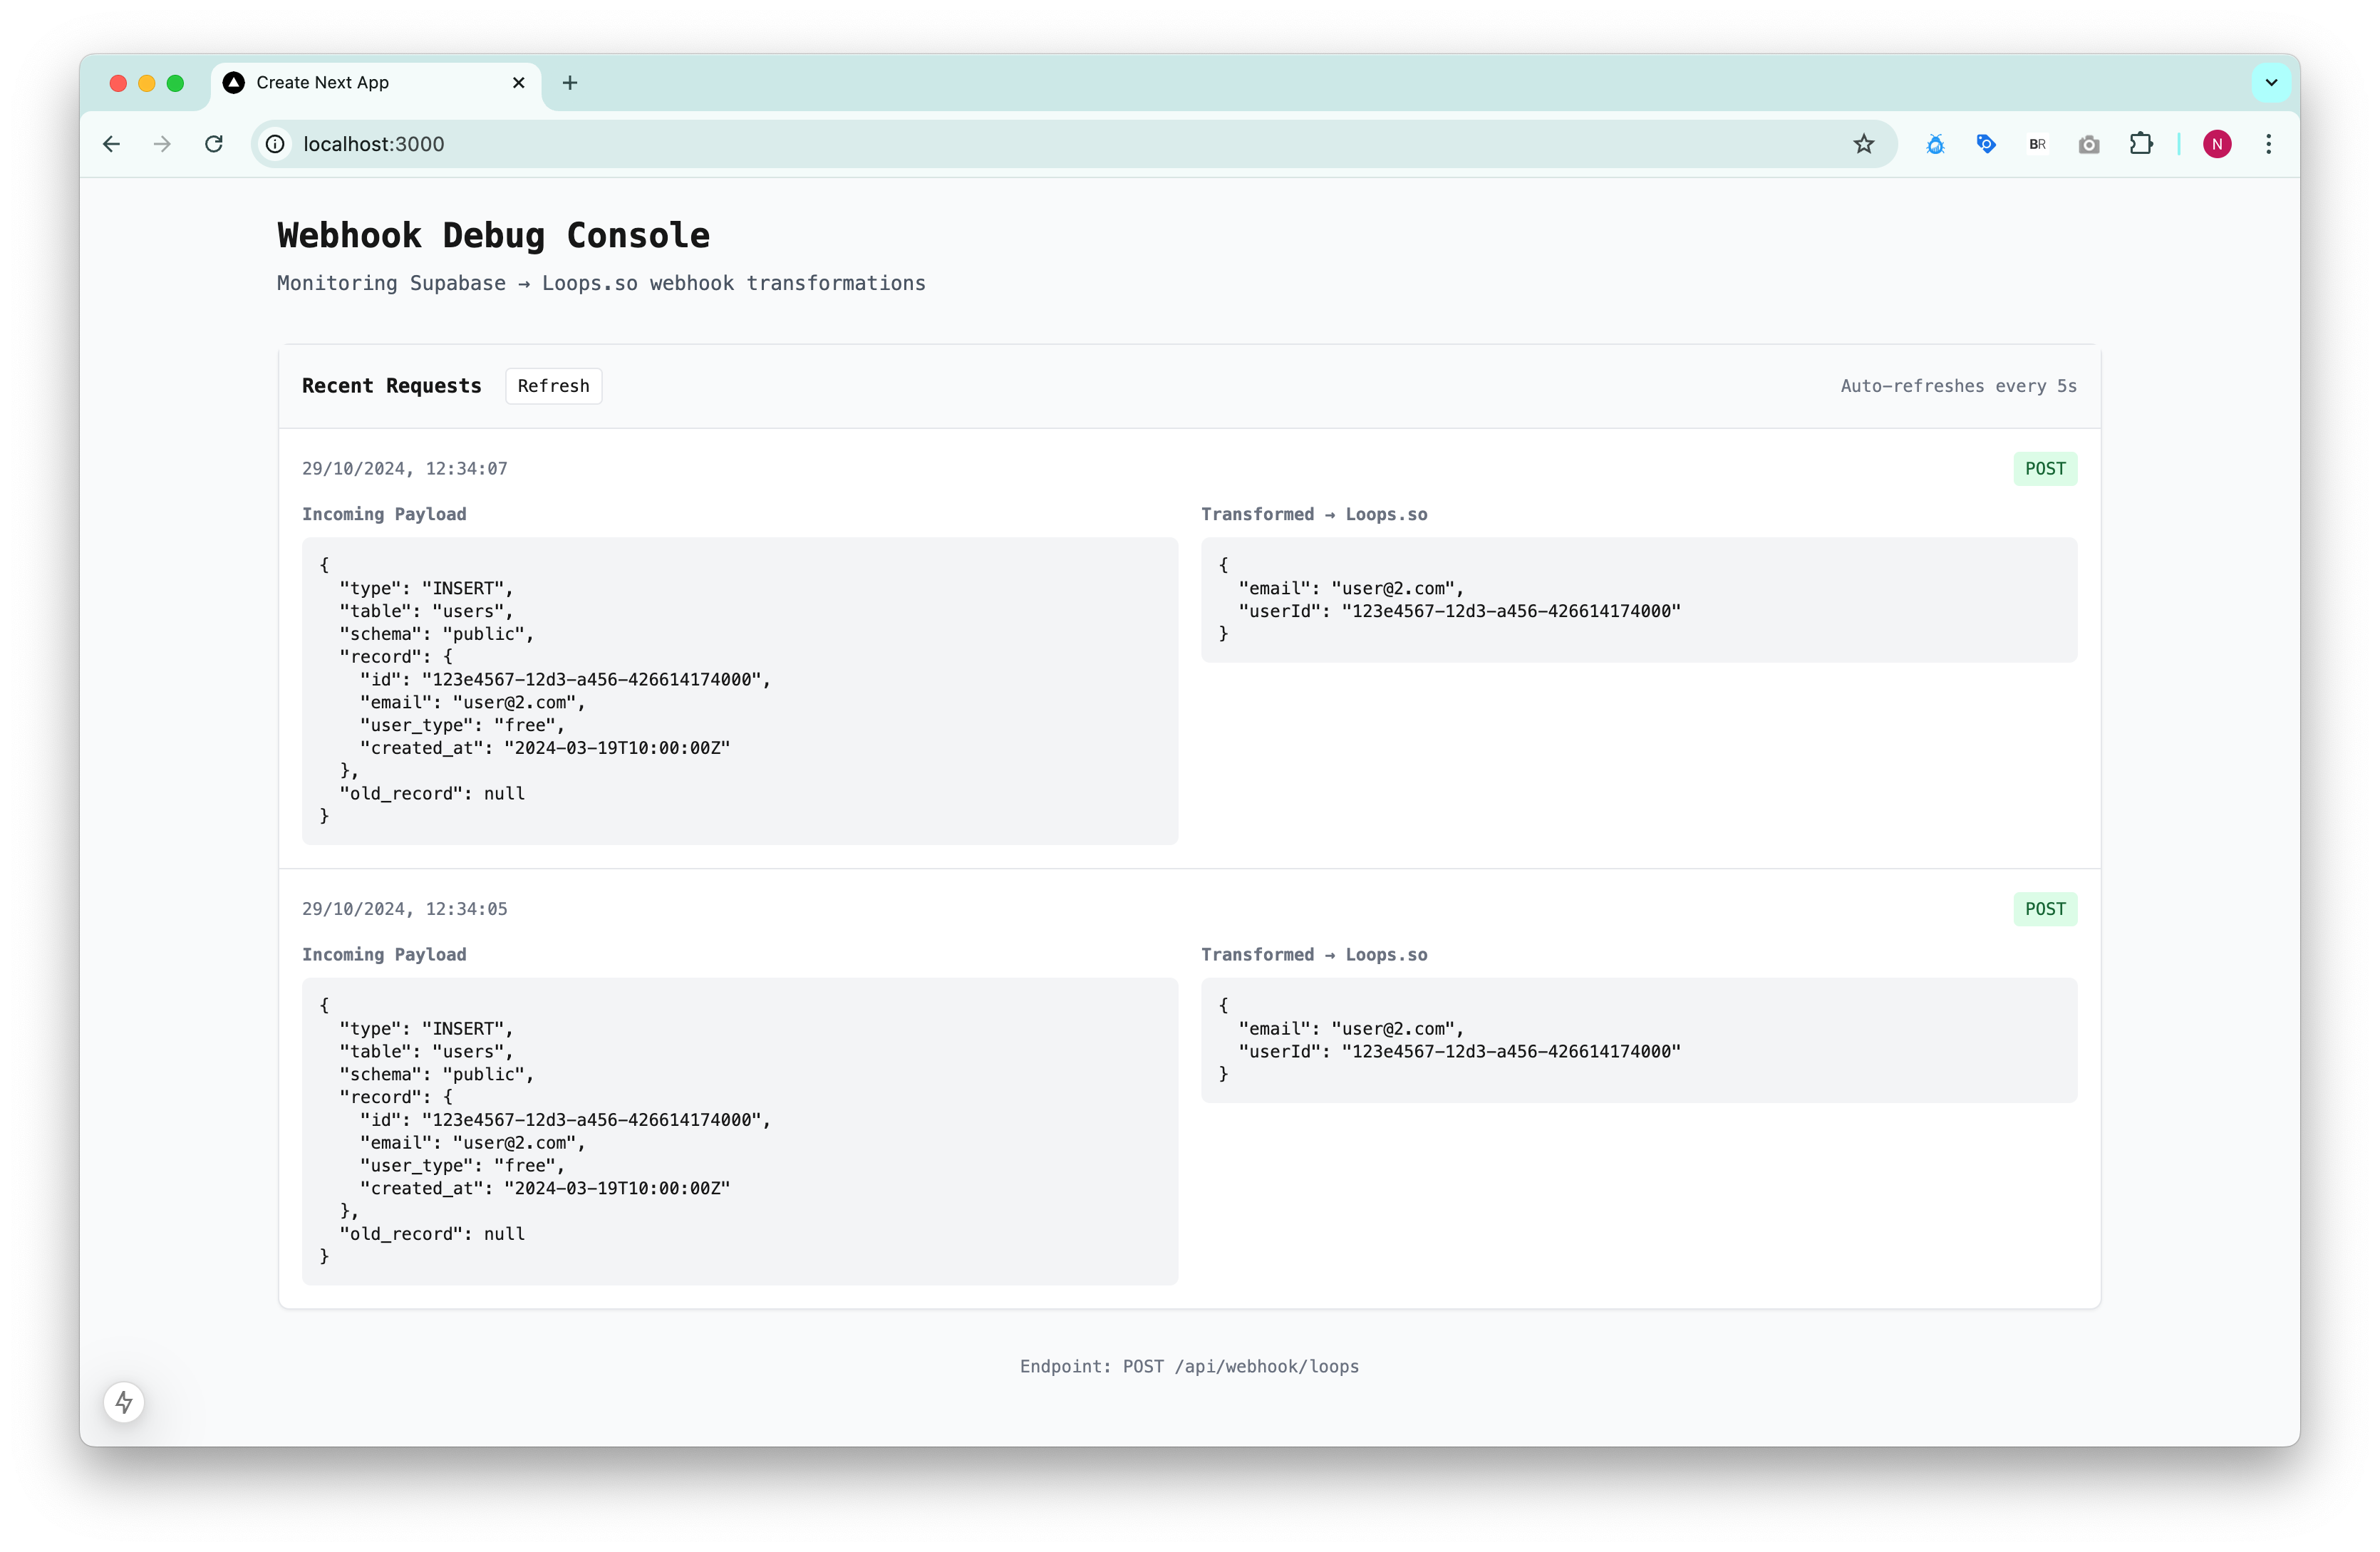 Create Next App
localhost:3000
BR
N
Webhook Debug Console
Monitoring Supabase → Loops.so webhook transformations
Recent Requests
Refresh
Auto-refreshes every 5s
29/10/2024, 12:34:07
POST
Incoming Payload
{
  "type": "INSERT",
  "table": "users",
  "schema": "public",
  "record": {
    "id": "123e4567-12d3-a456-426614174000",
    "email": "user@2.com",
    "user_type": "free",
    "created_at": "2024-03-19T10:00:00Z"
  },
  "old_record": null
}
Transformed → Loops.so
{
  "email": "user@2.com",
  "userId": "123e4567-12d3-a456-426614174000"
}
29/10/2024, 12:34:05
POST
Incoming Payload
{
  "type": "INSERT",
  "table": "users",
  "schema": "public",
  "record": {
    "id": "123e4567-12d3-a456-426614174000",
    "email": "user@2.com",
    "user_type": "free",
    "created_at": "2024-03-19T10:00:00Z"
  },
  "old_record": null
}
Transformed → Loops.so
{
  "email": "user@2.com",
  "userId": "123e4567-12d3-a456-426614174000"
}
Endpoint: POST /api/webhook/loops